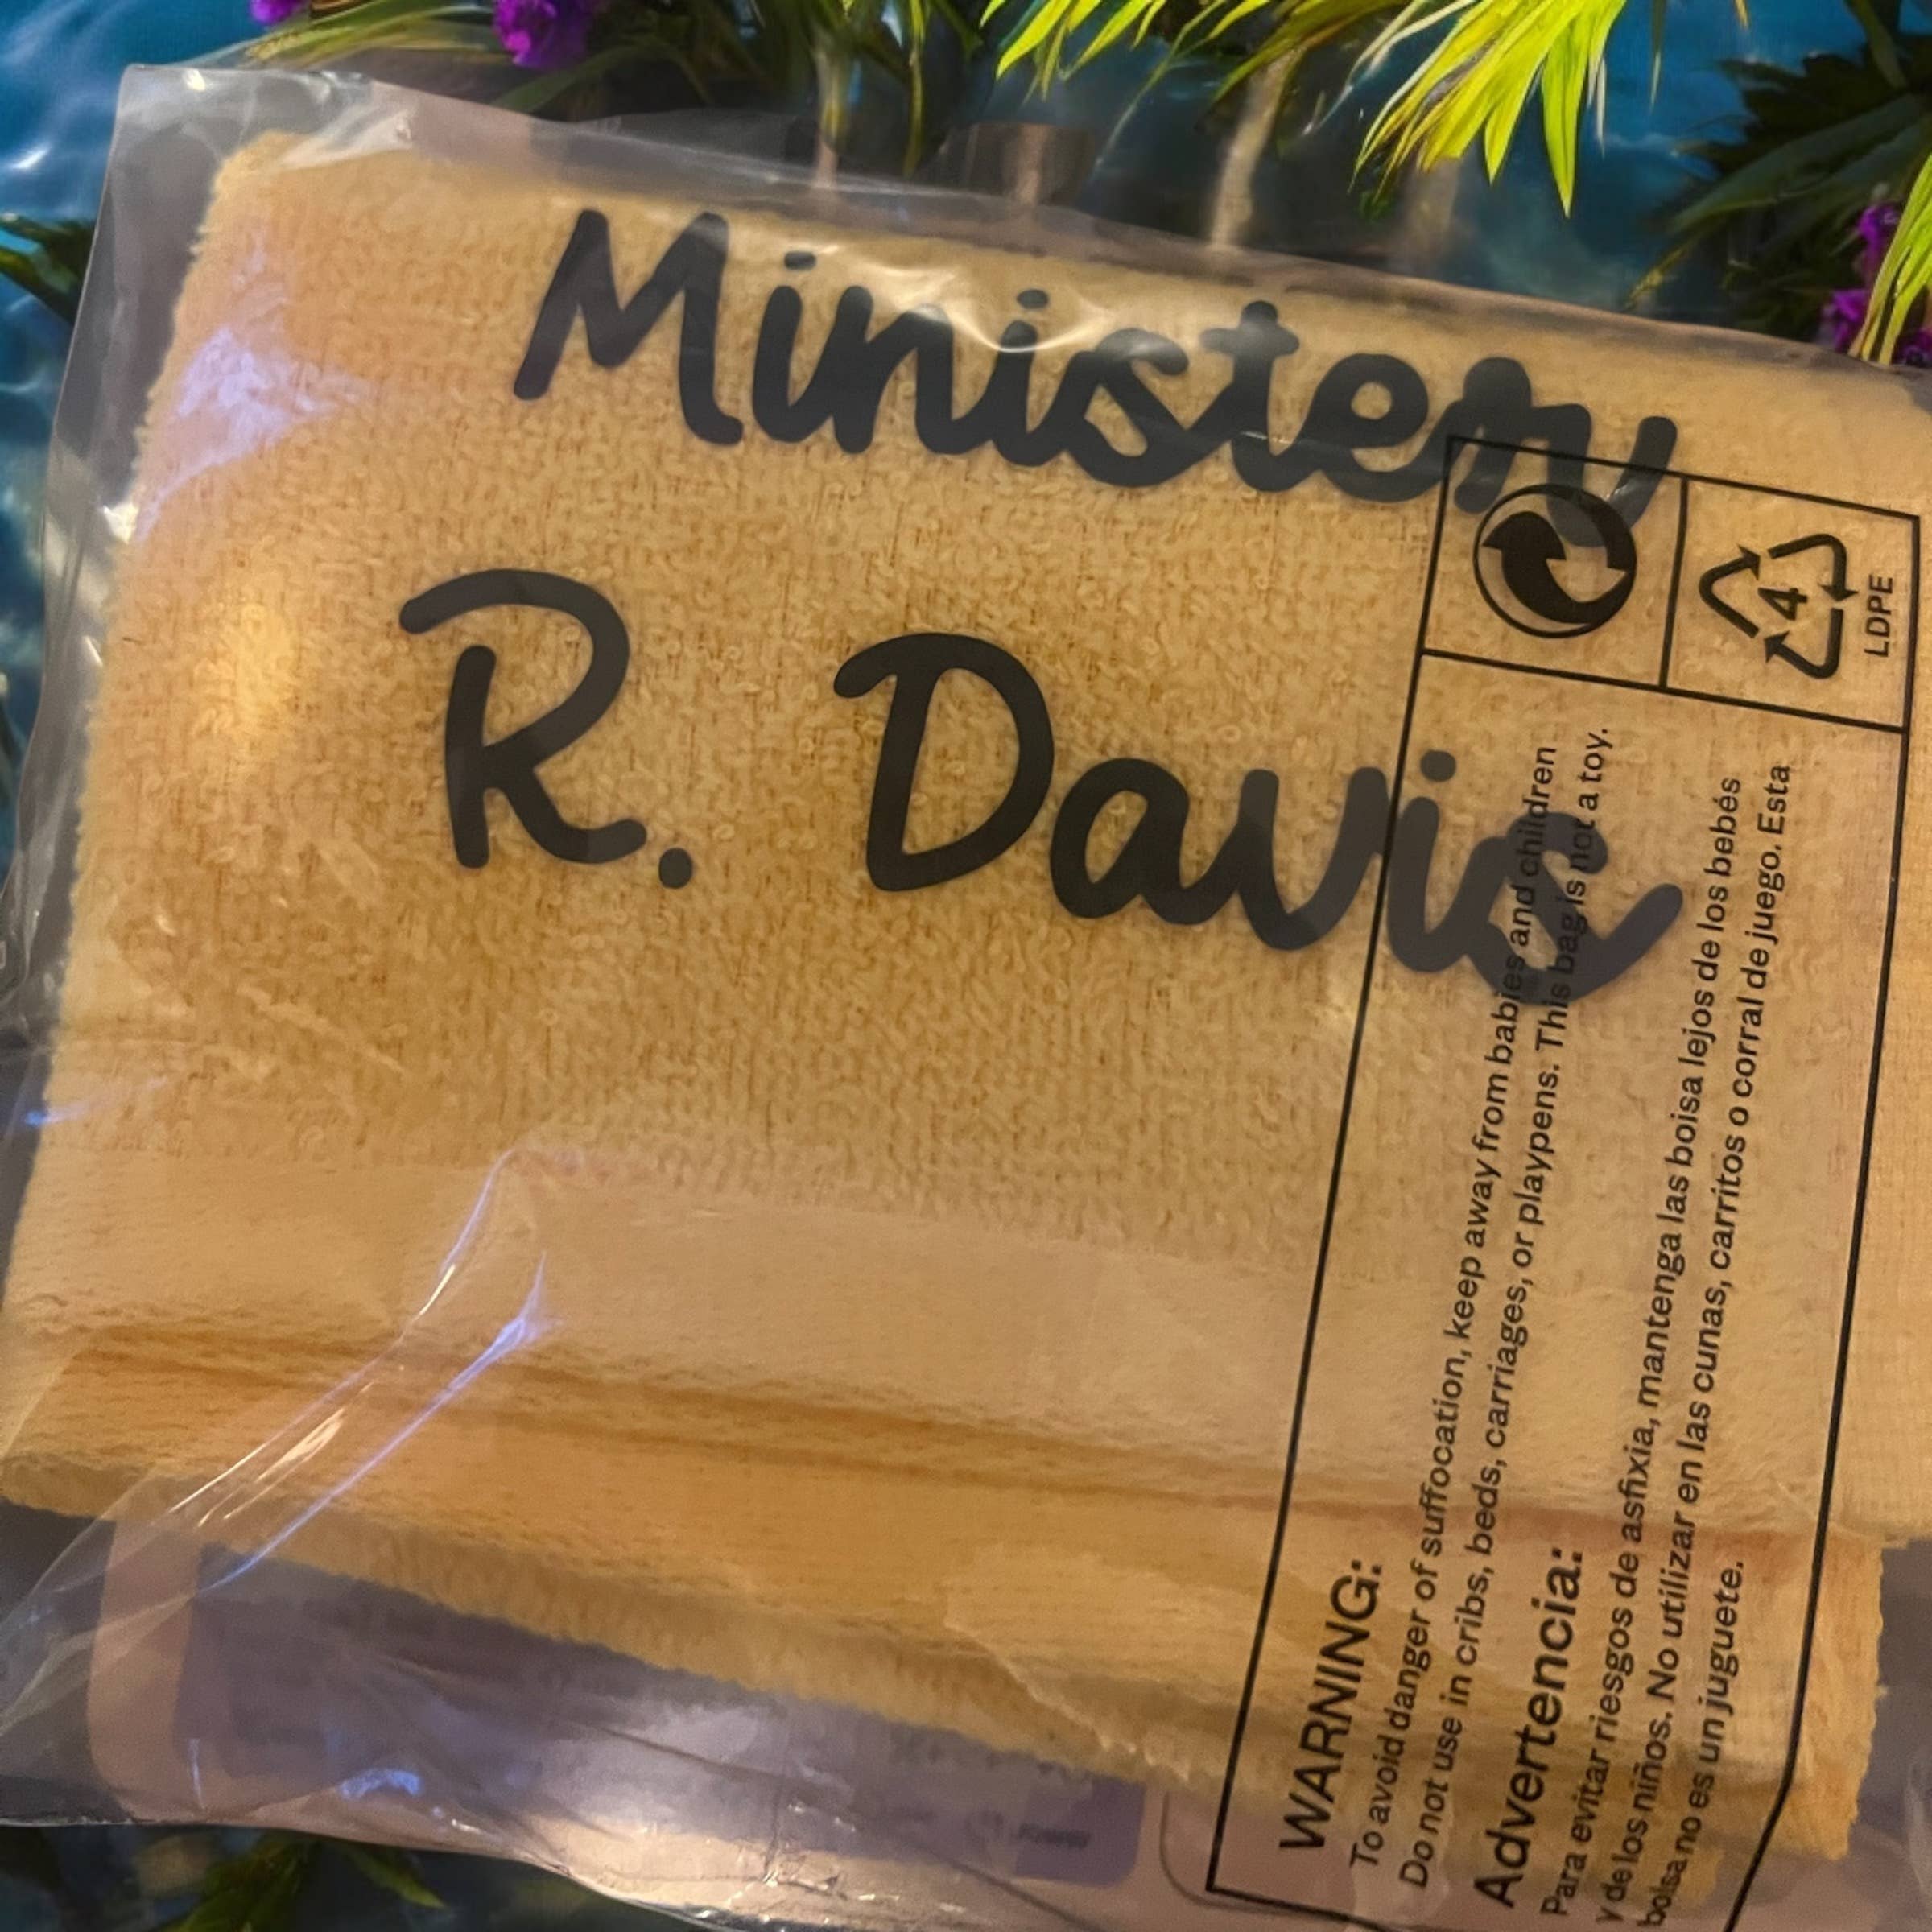 Ministery
R. Davis
4
LDPE
WARNING:
To avoid danger of suffocation, keep away from babies and children
Do not use in cribs, beds, carriages, or playpens. This bag is not a toy.
Advertencia:
Para evitar riesgos de asfixia, mantenga las bolsa lejos de los bebés
y de los niños. No utilizar en las cunas, carritos o corral de juego. Esta
bolsa no es un juguete.